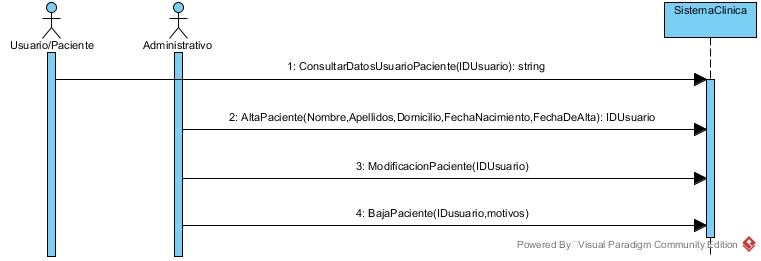 SistemaClinica
Usuario/Paciente
Administrativo
1: ConsultarDatosUsuarioPaciente(IDUsuario): string
2: AltaPaciente(Nombre,Apellidos,Domicilio,FechaNacimiento,FechaDeAlta): IDUsuario
3: ModificacionPaciente(IDUsuario)
4: BajaPaciente(IDusuario,motivos)
Powered By Visual Paradigm Community Edition